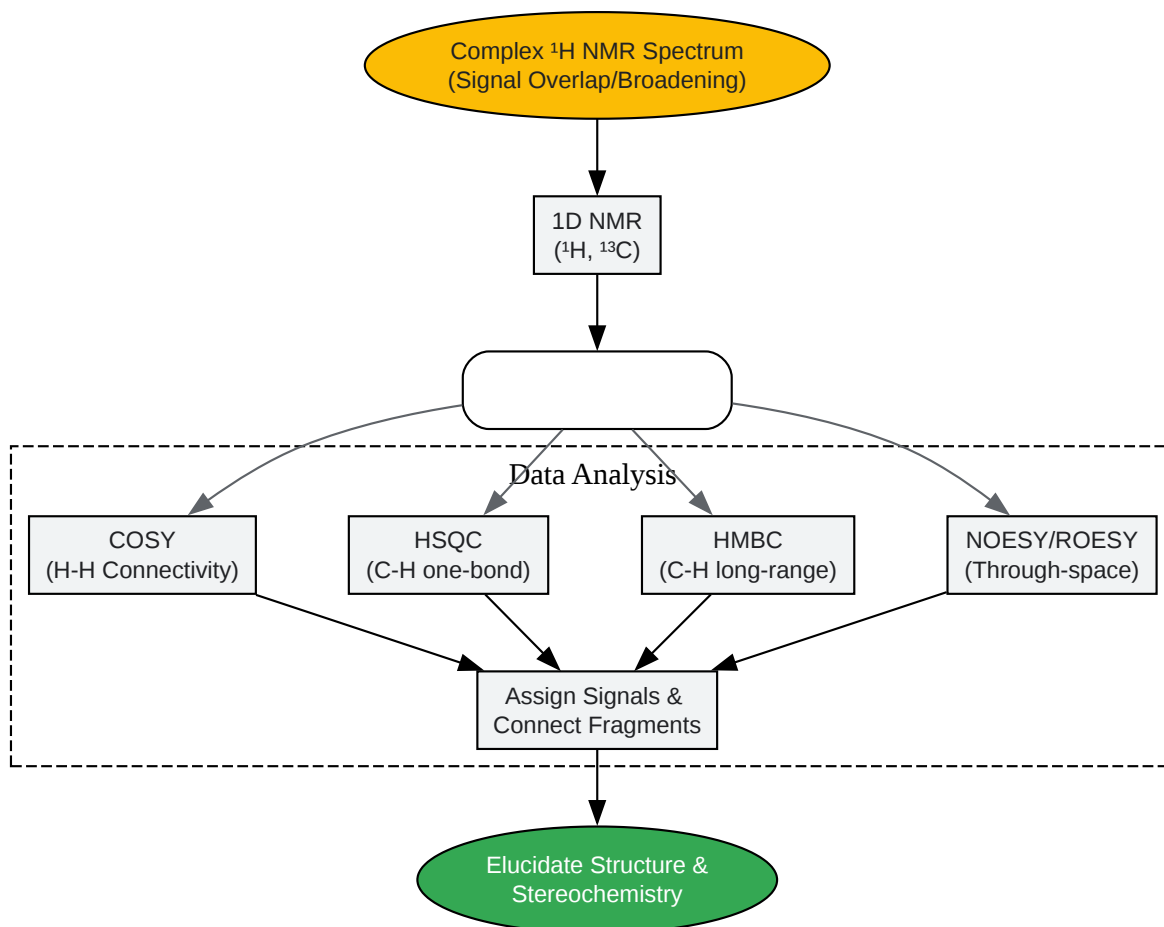 Complex ¹H NMR Spectrum
(Signal Overlap/Broadening)
1D NMR
(¹H, ¹³C)
Data Analysis
COSY
(H-H Connectivity)
HSQC
(C-H one-bond)
HMBC
(C-H long-range)
NOESY/ROESY
(Through-space)
Assign Signals &
Connect Fragments
Elucidate Structure &
Stereochemistry